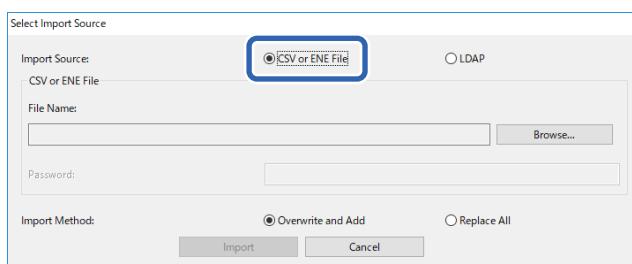 Select Import Source
Import Source: CSV or ENE File LDAP
CSV or ENE File
File Name:
Browse...
Password:
Import Method: Overwrite and Add Replace All
Import Cancel